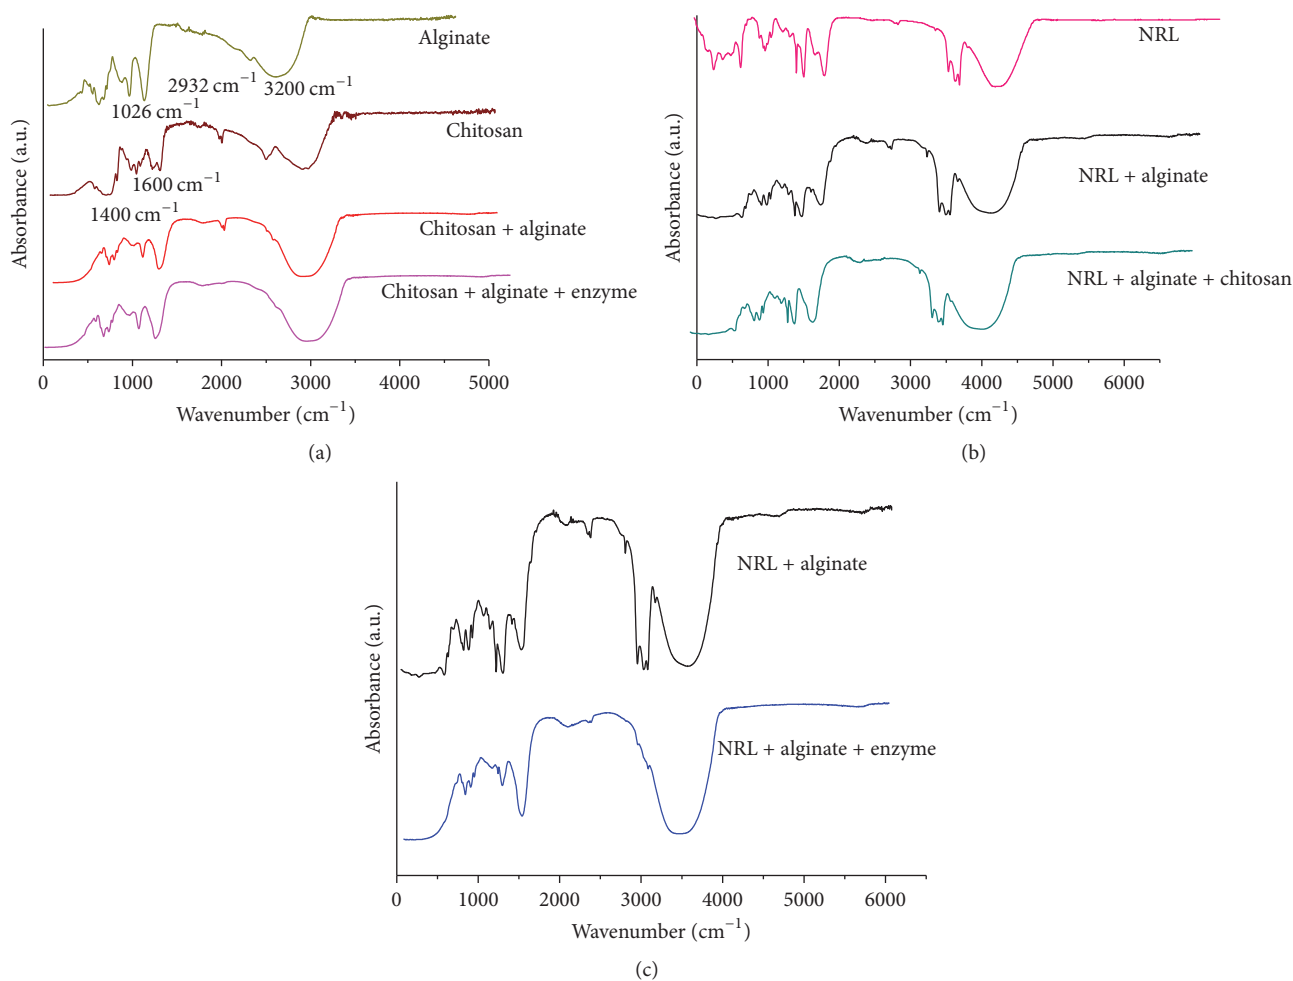 Alginate
2932 cm−1 3200 cm−1
1026 cm−1
Chitosan
1600 cm−1
1400 cm−1
Chitosan + alginate
Chitosan + alginate + enzyme
Absorbance (a.u.)
0 1000 2000 3000 4000 5000
Wavenumber (cm−1)
(a)
NRL
NRL + alginate
NRL + alginate + chitosan
Absorbance (a.u.)
0 1000 2000 3000 4000 5000 6000
Wavenumber (cm−1)
(b)
NRL + alginate
NRL + alginate + enzyme
Absorbance (a.u.)
0 1000 2000 3000 4000 5000 6000
Wavenumber (cm−1)
(c)